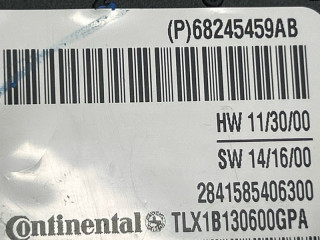 (P)68245459AB
HW 11/30/00
SW 14/16/00
2841585406300
Continental TLX1B130600GPA